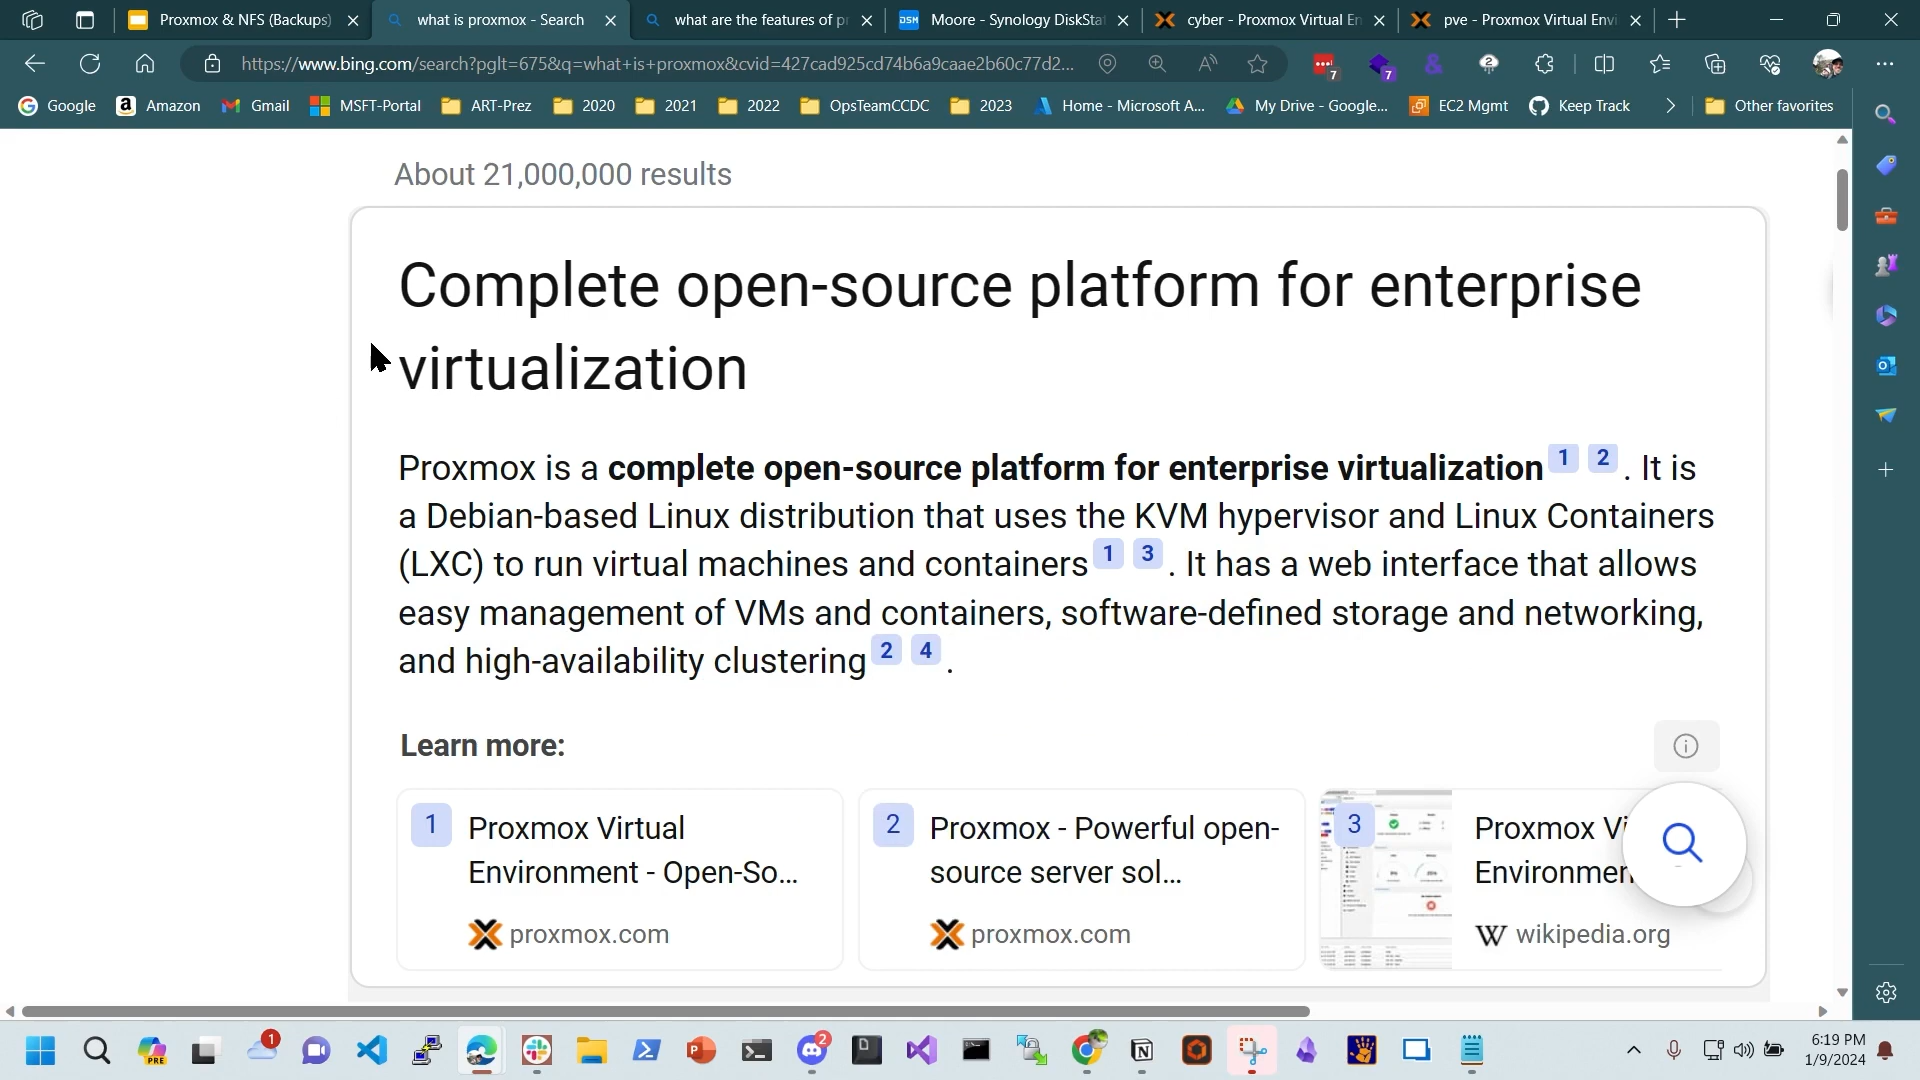 Proxmox & NFS (Backups)
what is proxmox - Search
what are the features of p
Moore - Synology DiskSta
cyber - Proxmox Virtual En
pve - Proxmox Virtual Envi
https://www.bing.com/search?pglt=675&q=what+is+proxmox&cvid=427cad925cd74b6a9caae2b60c77d2...
7
7
2
Google
Amazon
Gmail
MSFT-Portal
ART-Prez
2020
2021
2022
OpsTeamCCDC
2023
Home - Microsoft A...
My Drive - Google...
EC2 Mgmt
Keep Track
Other favorites
About 21,000,000 results
Complete open-source platform for enterprise
virtualization
Proxmox is a complete open-source platform for enterprise virtualization 1 2 . It is
a Debian-based Linux distribution that uses the KVM hypervisor and Linux Containers
(LXC) to run virtual machines and containers 1 3 . It has a web interface that allows
easy management of VMs and containers, software-defined storage and networking,
and high-availability clustering 2 4 .
Learn more:
1
Proxmox Virtual
Environment - Open-So...
proxmox.com
2
Proxmox - Powerful open-
source server sol...
proxmox.com
3
Proxmox Vi
Environmen
wikipedia.org
PRE
1
2
6:19 PM
1/9/2024